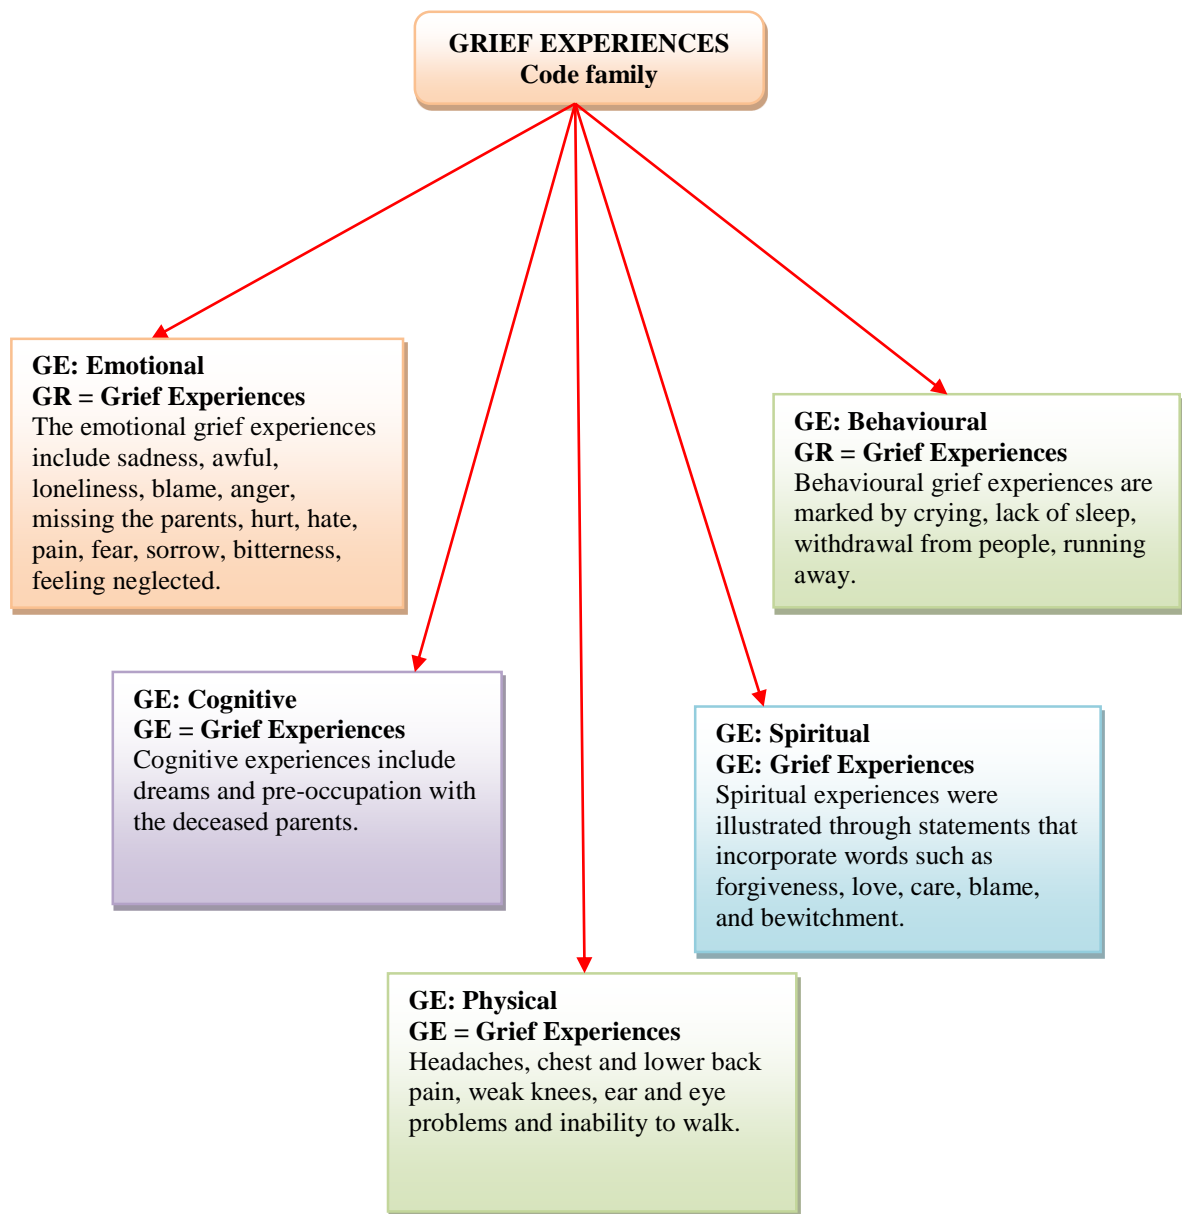 GRIEF EXPERIENCES
Code family
GE: Emotional
GR = Grief Experiences
The emotional grief experiences
include sadness, awful,
loneliness, blame, anger,
missing the parents, hurt, hate,
pain, fear, sorrow, bitterness,
feeling neglected.
GE: Behavioural
GR = Grief Experiences
Behavioural grief experiences are
marked by crying, lack of sleep,
withdrawal from people, running
away.
GE: Cognitive
GE = Grief Experiences
Cognitive experiences include
dreams and pre-occupation with
the deceased parents.
GE: Spiritual
GE: Grief Experiences
Spiritual experiences were
illustrated through statements that
incorporate words such as
forgiveness, love, care, blame,
and bewitchment.
GE: Physical
GE = Grief Experiences
Headaches, chest and lower back
pain, weak knees, ear and eye
problems and inability to walk.